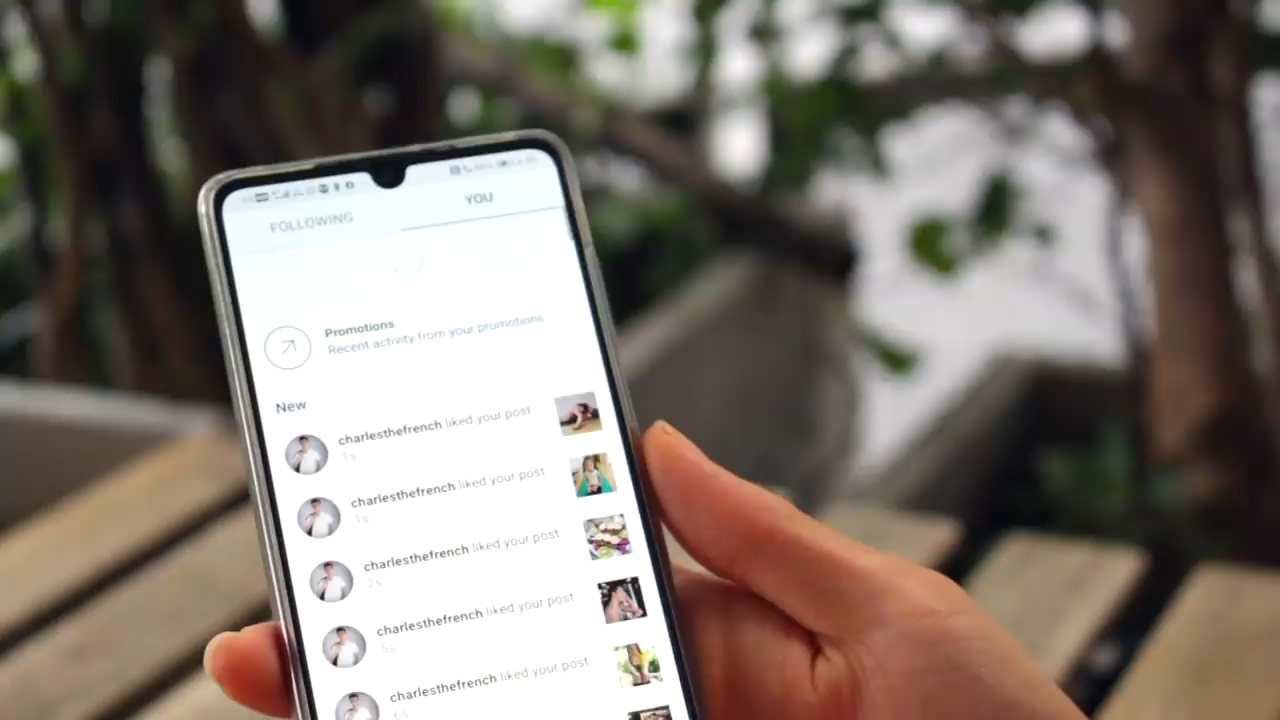 FOLLOWING
YOU
Promotions
Recent activity from your promotions
New
charlesthefrench liked your post
1s
charlesthefrench liked your post
1s
charlesthefrench liked your post
2s
charlesthefrench liked your post
5s
charlesthefrench liked your post
6s